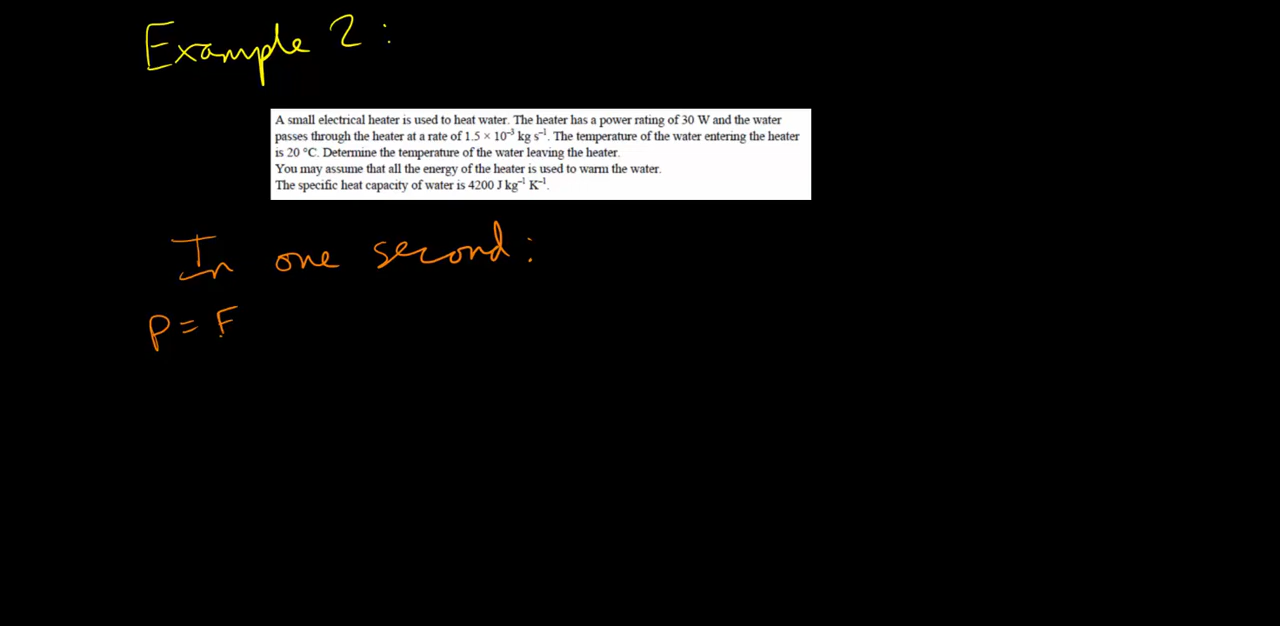 Example 2:
A small electrical heater is used to heat water. The heater has a power rating of 30 W and the water
passes through the heater at a rate of 1.5 × 10⁻³ kg s⁻¹. The temperature of the water entering the heater
is 20 °C. Determine the temperature of the water leaving the heater.
You may assume that all the energy of the heater is used to warm the water.
The specific heat capacity of water is 4200 J kg⁻¹ K⁻¹.
In one second:
P = F